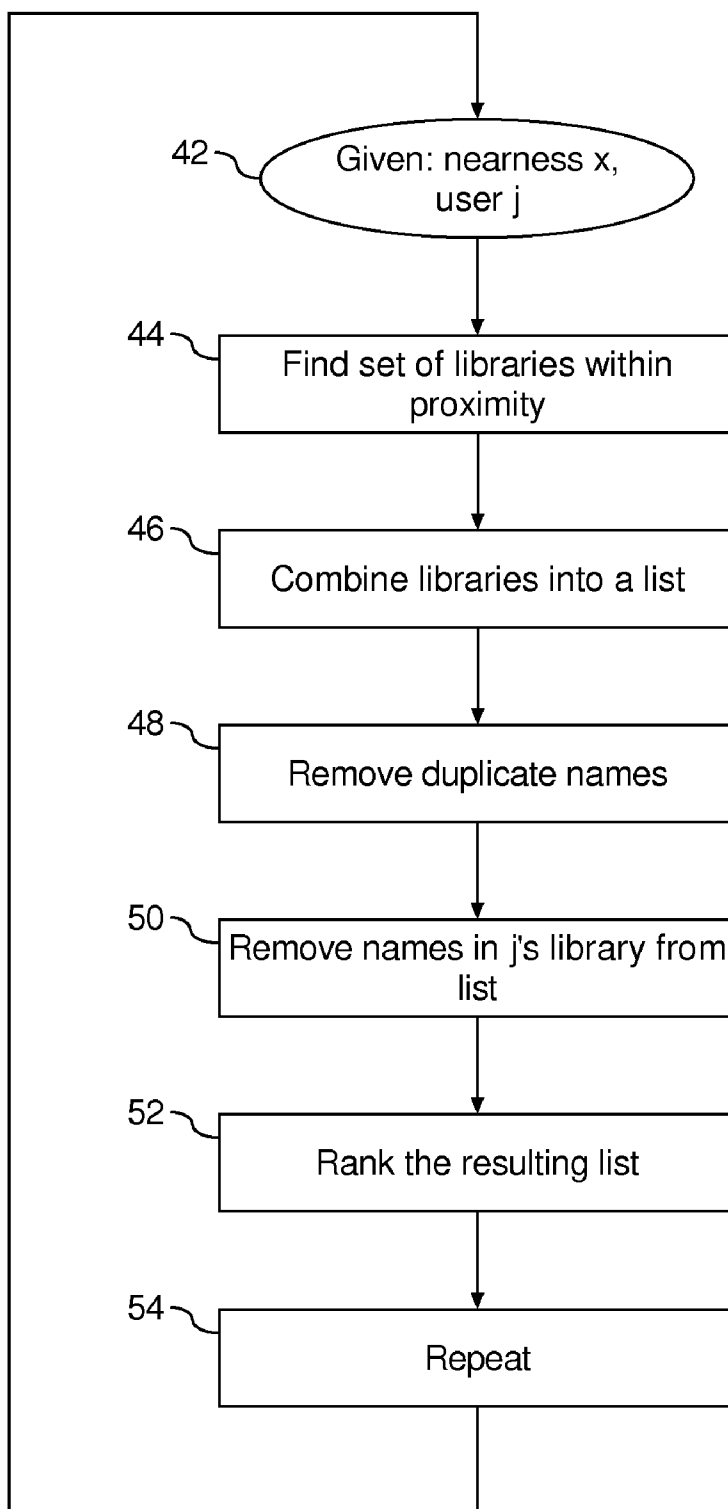 42
Given: nearness x,
user j
44
Find set of libraries within
proximity
46
Combine libraries into a list
48
Remove duplicate names
50
Remove names in j's library from
list
52
Rank the resulting list
54
Repeat